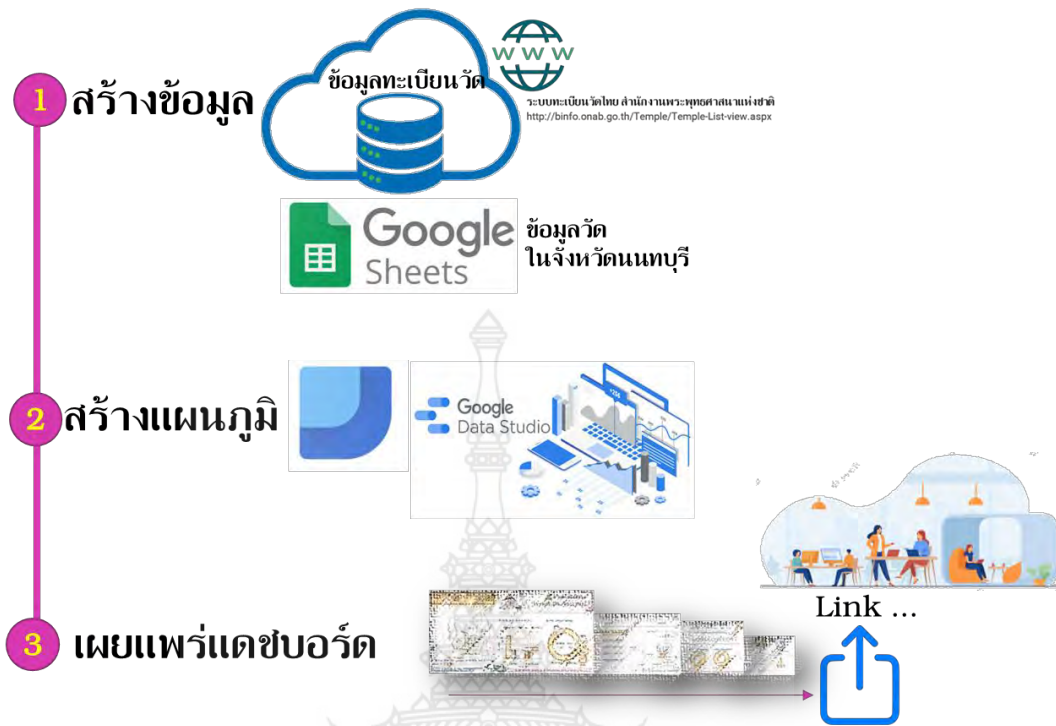 1 สร้างข้อมูล
ข้อมูลทะเบียนวัด
WWW
ระบบทะเบียนวัดไทย สำนักงานพระพุทธศาสนาแห่งชาติ
http://binfo.onab.go.th/Temple/Temple-List-view.aspx
Google
Sheets
ข้อมูลวัด
ในจังหวัดนนทบุรี
2 สร้างแผนภูมิ
Google
Data Studio
3 เผยแพร่แดชบอร์ด
Link ...